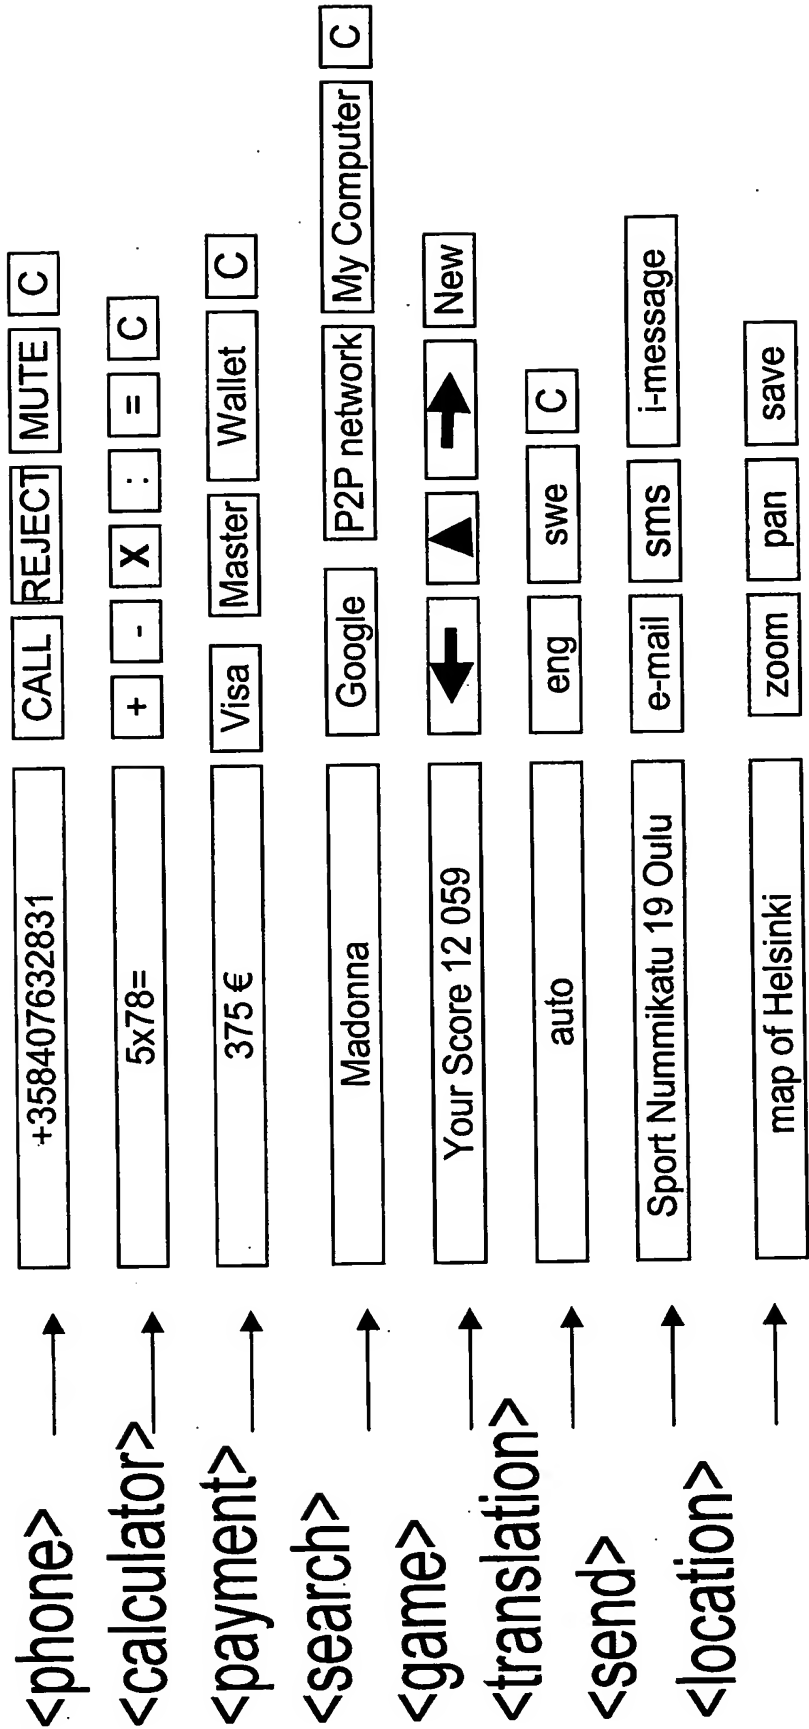 <phone> +358407632831 CALL REJECT MUTE C
<calculator> 5x78= + - X : = C
<payment> 375 € Visa Master Wallet C
<search> Madonna Google P2P network My Computer C
<game> Your Score 12 059 New
<translation> auto eng swe C
<send> Sport Nummikatu 19 Oulu e-mail sms i-message
<location> map of Helsinki zoom pan save